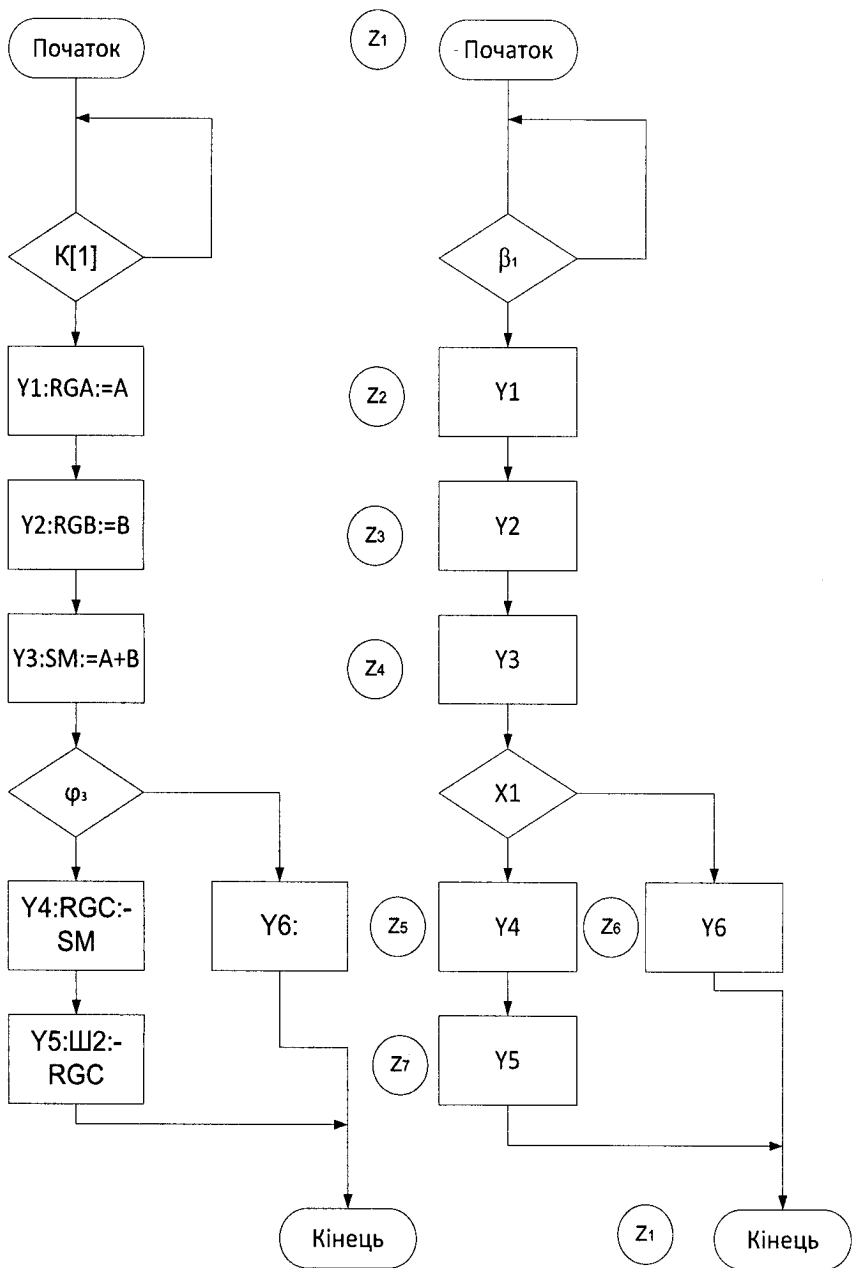 Початок
K[1]
Y1:RGA:=A
Y2:RGB:=B
Y3:SM:=A+B
φ₃
Y4:RGC:-
SM
Y6:
Y5:Ш2:-
RGC
Кінець
Z₁
Початок
β₁
Z₂
Y1
Z₃
Y2
Z₄
Y3
X1
Z₅
Y4
Z₆
Y6
Z₇
Y5
Z₁
Кінець